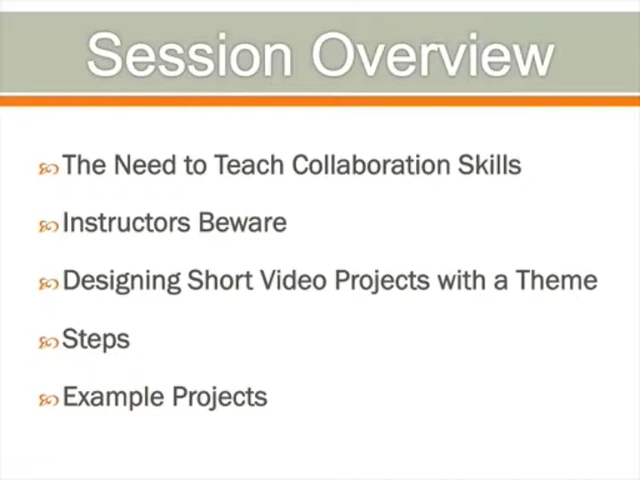 Session Overview
The Need to Teach Collaboration Skills
Instructors Beware
Designing Short Video Projects with a Theme
Steps
Example Projects